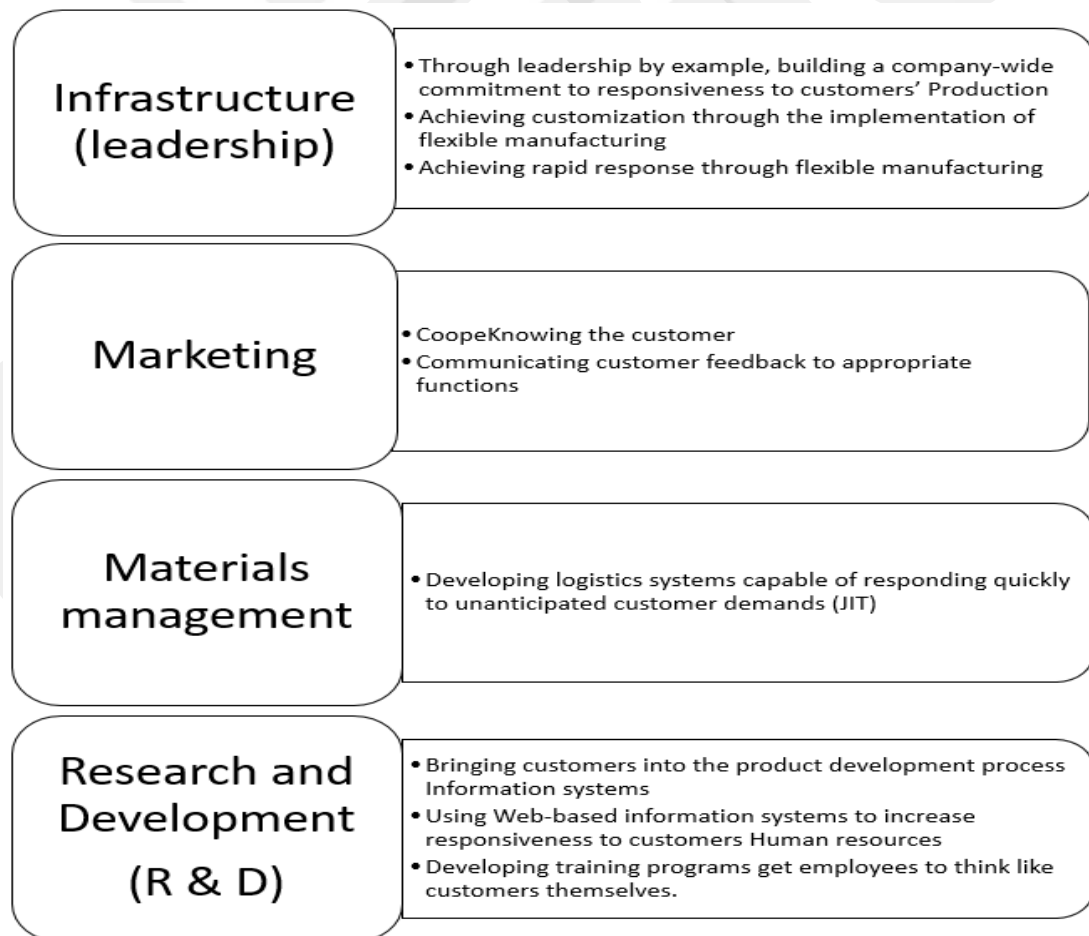 Infrastructure
(leadership)
• Through leadership by example, building a company-wide
commitment to responsiveness to customers' Production
• Achieving customization through the implementation of
flexible manufacturing
• Achieving rapid response through flexible manufacturing
Marketing
• CoopeKnowing the customer
• Communicating customer feedback to appropriate
functions
Materials
management
• Developing logistics systems capable of responding quickly
to unanticipated customer demands (JIT)
Research and
Development
(R & D)
• Bringing customers into the product development process
Information systems
• Using Web-based information systems to increase
responsiveness to customers Human resources
• Developing training programs get employees to think like
customers themselves.